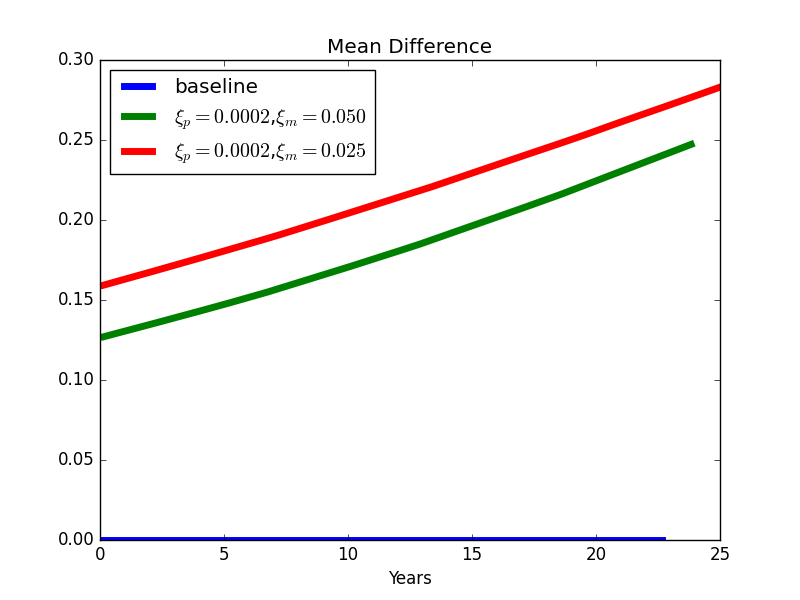 Mean Difference
0.30
baseline
ξₚ = 0.0002, ξₘ = 0.050
ξₚ = 0.0002, ξₘ = 0.025
0.25
0.20
0.15
0.10
0.05
0.00
0 5 10 15 20 25
Years